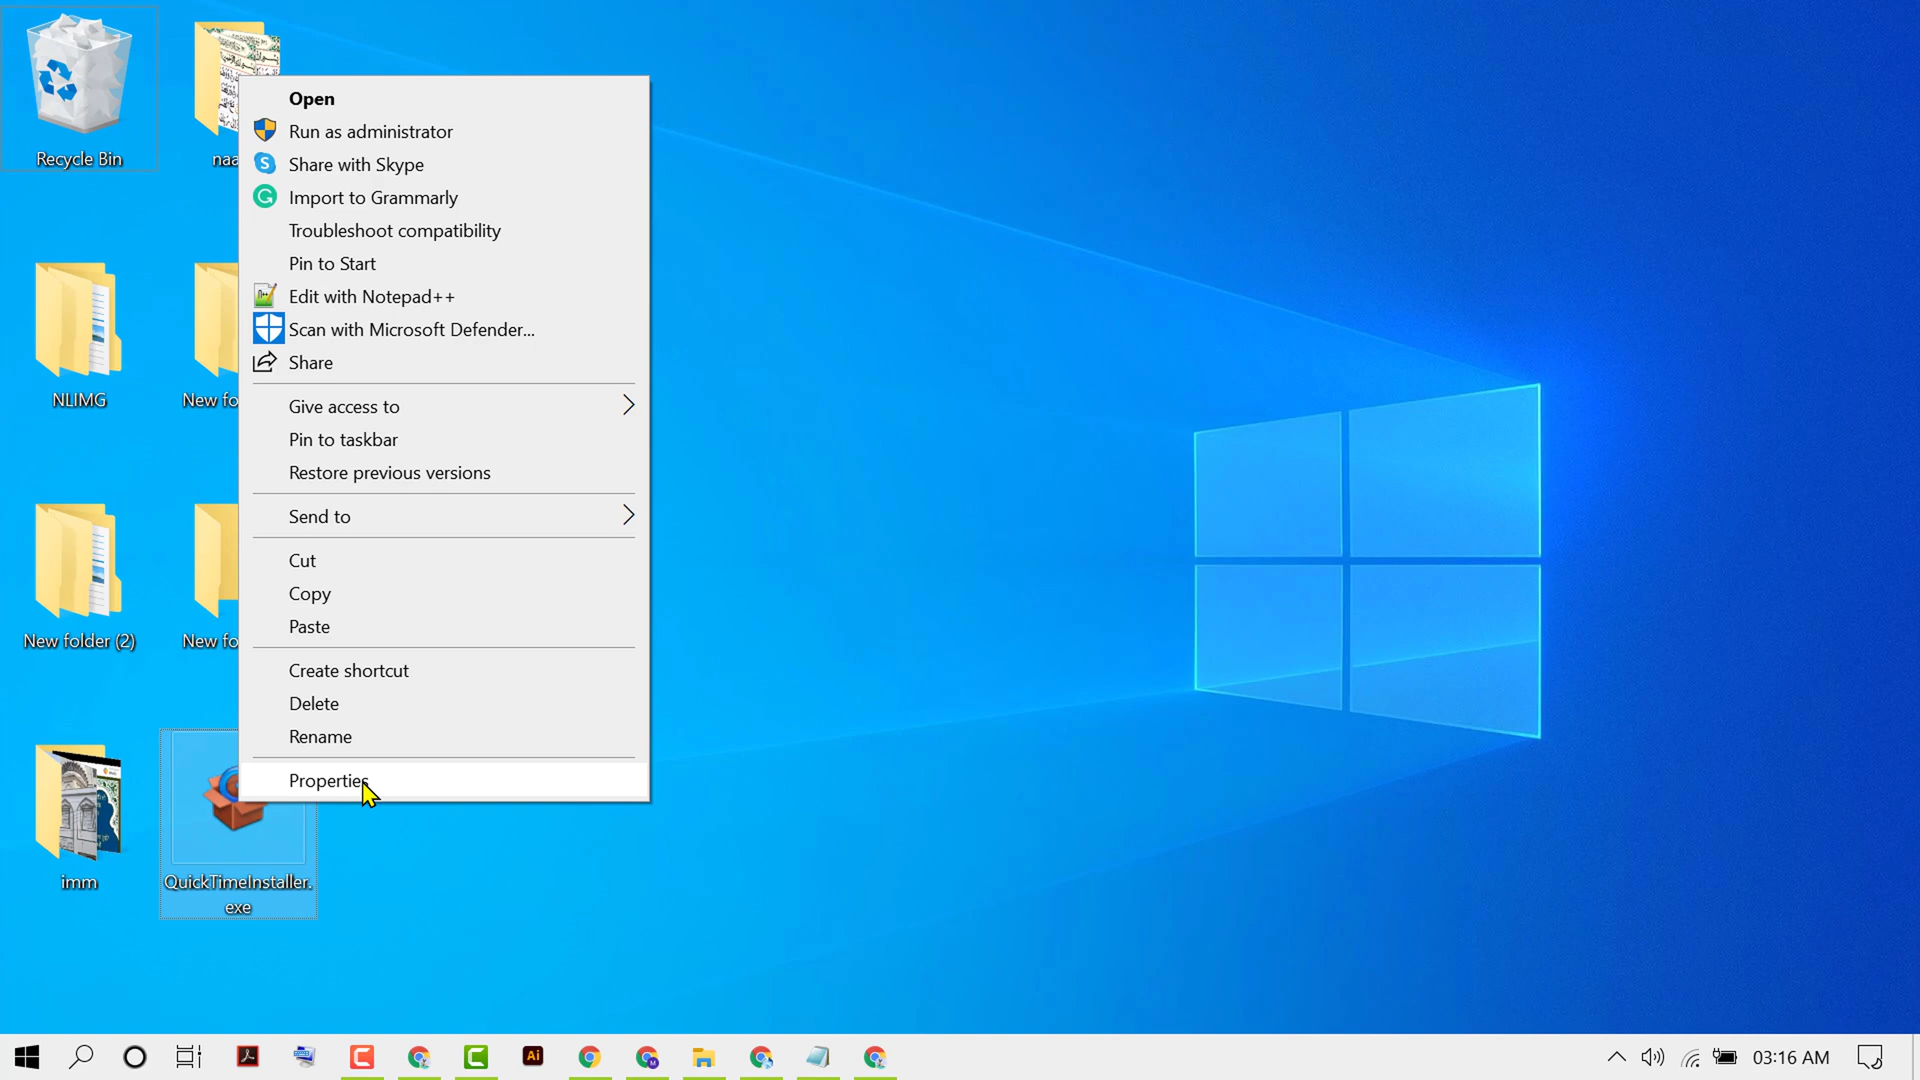 Recycle Bin
naa
NLIMG
New fo
New folder (2)
New fo
imm
QuickTimeInstaller.
exe
Open
Run as administrator
Share with Skype
Import to Grammarly
Troubleshoot compatibility
Pin to Start
Edit with Notepad++
Scan with Microsoft Defender...
Share
Give access to
Pin to taskbar
Restore previous versions
Send to
Cut
Copy
Paste
Create shortcut
Delete
Rename
Properties
Ai
03:16 AM